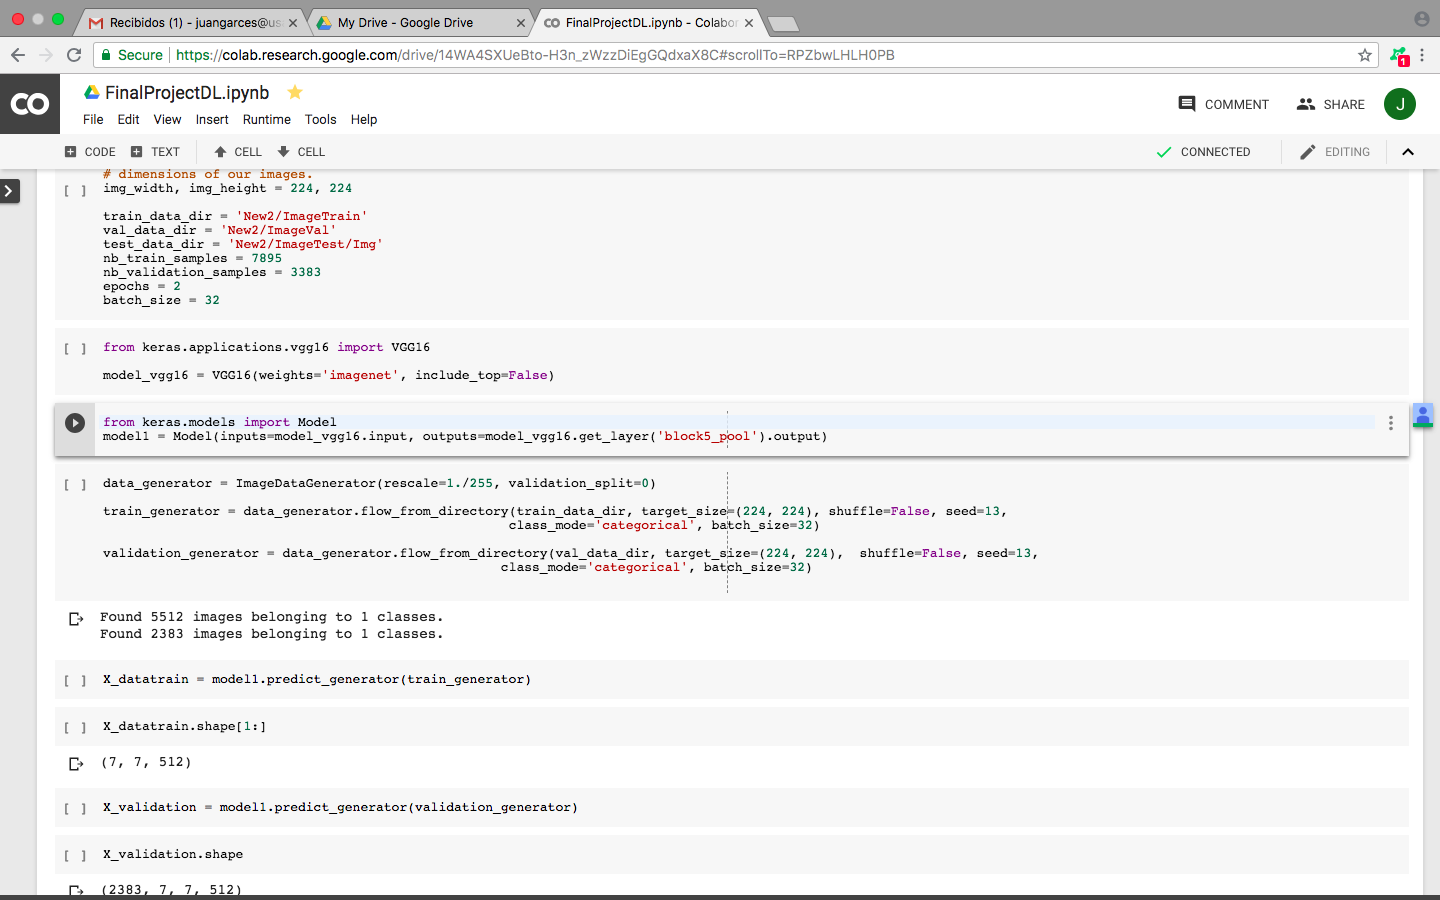 Recibidos (1) - juangarces@us
My Drive - Google Drive
FinalProjectDL.ipynb - Colabor
Secure
https://colab.research.google.com/drive/14WA4SXUeBto-H3n_zWzzDiEgGQdxaX8C#scrollTo=RPZbwLHLH0PB
1
CO
FinalProjectDL.ipynb
COMMENT
SHARE
J
File Edit View Insert Runtime Tools Help
CODE TEXT CELL CELL
CONNECTED
EDITING
# dimensions of our images.
[ ] img_width, img_height = 224, 224
train_data_dir = 'New2/ImageTrain'
val_data_dir = 'New2/ImageVal'
test_data_dir = 'New2/ImageTest/Img'
nb_train_samples = 7895
nb_validation_samples = 3383
epochs = 2
batch_size = 32
[ ] from keras.applications.vgg16 import VGG16
model_vgg16 = VGG16(weights='imagenet', include_top=False)
from keras.models import Model
model1 = Model(inputs=model_vgg16.input, outputs=model_vgg16.get_layer('block5_pool').output)
[ ] data_generator = ImageDataGenerator(rescale=1./255, validation_split=0)
train_generator = data_generator.flow_from_directory(train_data_dir, target_size=(224, 224), shuffle=False, seed=13,
class_mode='categorical', batch_size=32)
validation_generator = data_generator.flow_from_directory(val_data_dir, target_size=(224, 224),  shuffle=False, seed=13,
class_mode='categorical', batch_size=32)
Found 5512 images belonging to 1 classes.
Found 2383 images belonging to 1 classes.
[ ] X_datatrain = model1.predict_generator(train_generator)
[ ] X_datatrain.shape[1:]
(7, 7, 512)
[ ] X_validation = model1.predict_generator(validation_generator)
[ ] X_validation.shape
(2383, 7, 7, 512)